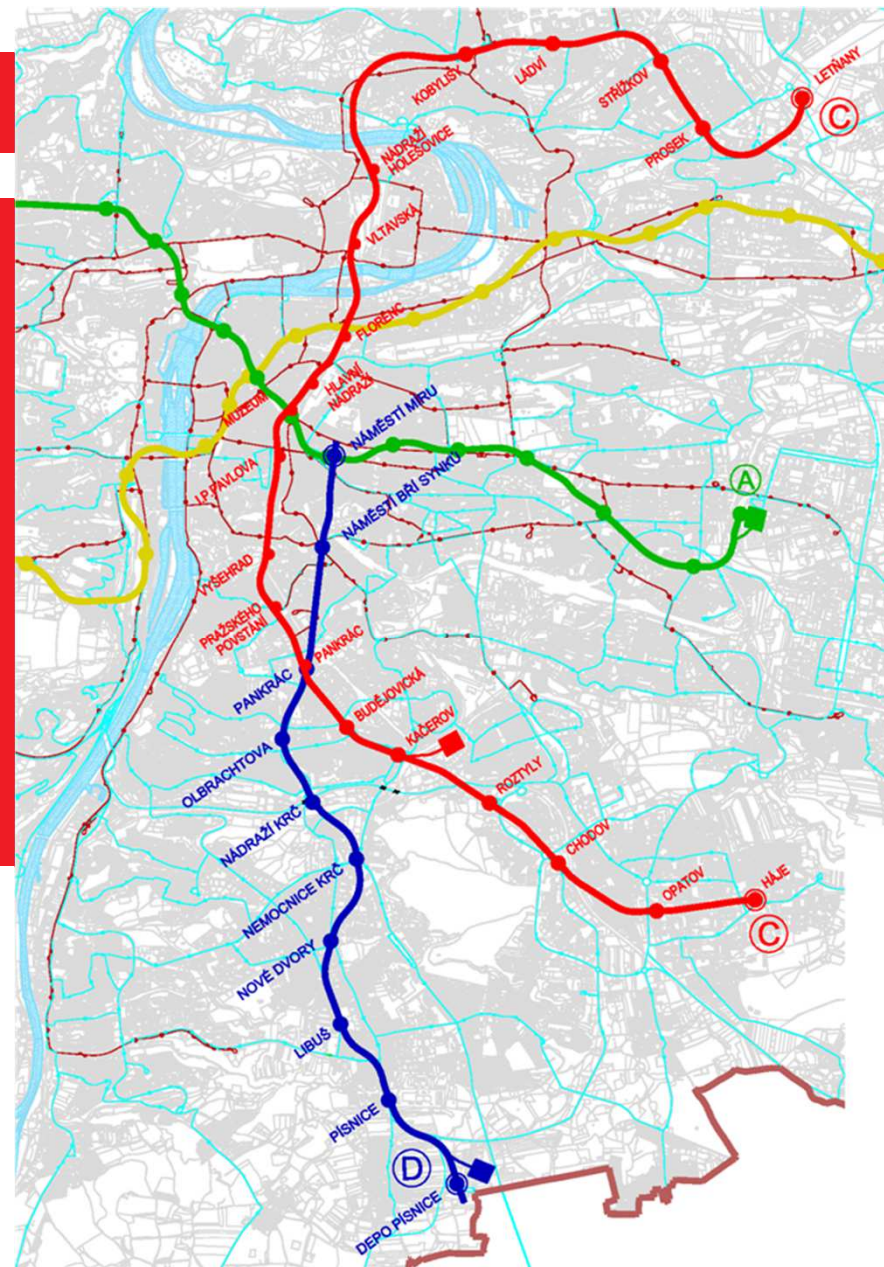 KOBYLISY
LÁDVÍ
STŘÍŽKOV
LETŇANY
C
PROSEK
NÁDRAŽÍ
HOLEŠOVICE
VLTAVSKÁ
FLORENC
HLAVNÍ
NÁDRAŽÍ
MUZEUM
NÁMĚSTÍ MÍRU
I.P.PAVLOVA
A
NÁMĚSTÍ BŘÍ SYNKŮ
VYŠEHRAD
PRAŽSKÉHO
POVSTÁNÍ
PANKRÁC
PANKRÁC
BUDĚJOVICKÁ
KAČEROV
OLBRACHTOVA
ROZTYLY
NÁDRAŽÍ KRČ
CHODOV
NEMOCNICE KRČ
OPATOV
HÁJE
C
NOVÉ DVORY
LIBUŠ
PÍSNICE
D
DEPO PÍSNICE